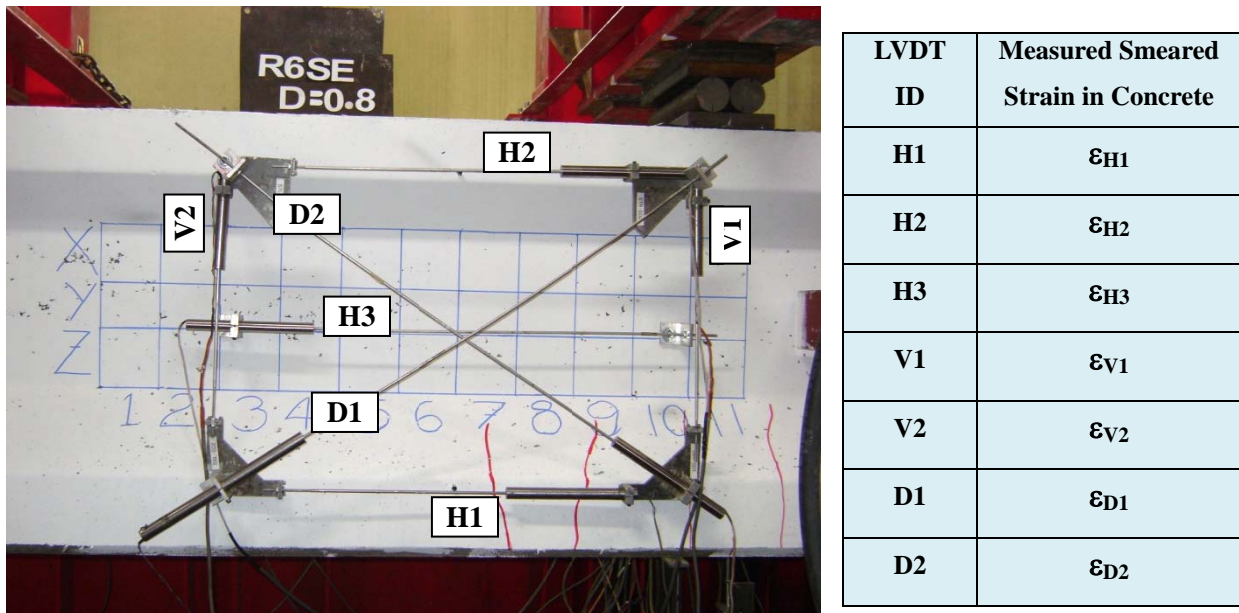 R6SE
D=0.8
H2
V2
D2
V1
X
Y
H3
Z
1 2 3 4 5 6 7 8 9 10 11
D1
H1
LVDT
ID
Measured Smeared
Strain in Concrete
H1
εH1
H2
εH2
H3
εH3
V1
εV1
V2
εV2
D1
εD1
D2
εD2